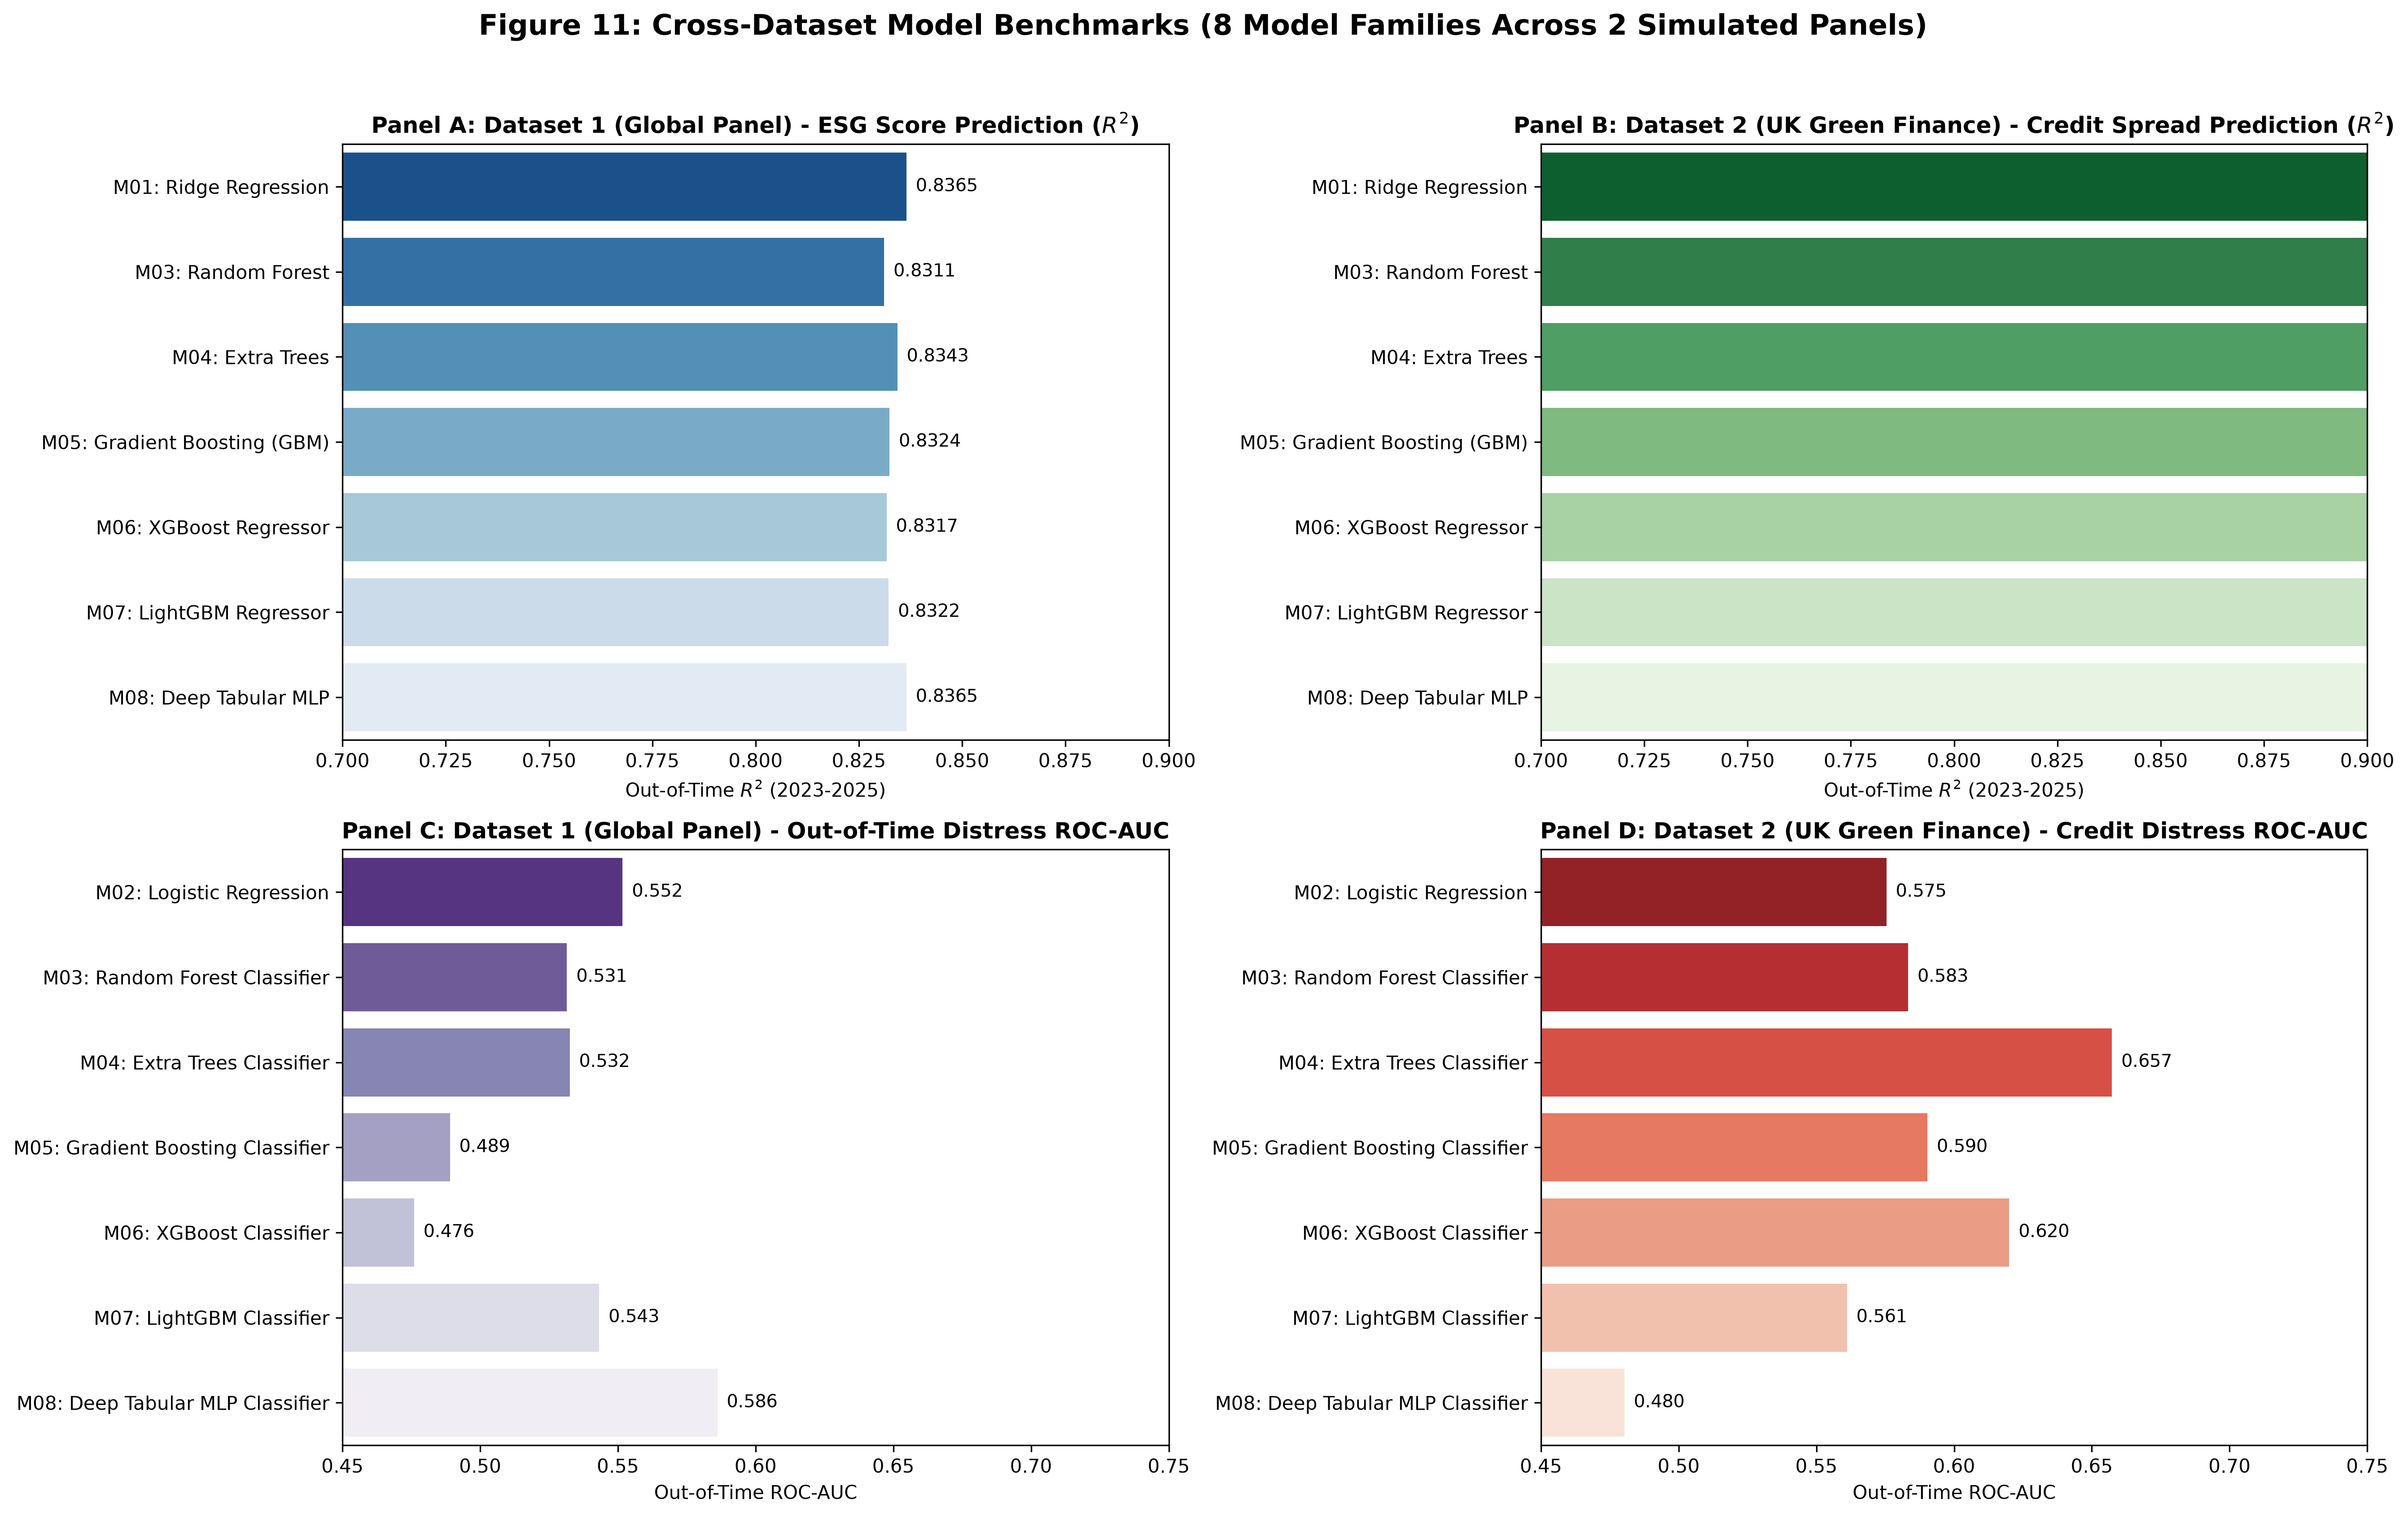 Figure 11: Cross-Dataset Model Benchmarks (8 Model Families Across 2 Simulated Panels)
Panel A: Dataset 1 (Global Panel) - ESG Score Prediction (R²)
M01: Ridge Regression
0.8365
M03: Random Forest
0.8311
M04: Extra Trees
0.8343
M05: Gradient Boosting (GBM)
0.8324
M06: XGBoost Regressor
0.8317
M07: LightGBM Regressor
0.8322
M08: Deep Tabular MLP
0.8365
0.700 0.725 0.750 0.775 0.800 0.825 0.850 0.875 0.900
Out-of-Time R² (2023-2025)
Panel B: Dataset 2 (UK Green Finance) - Credit Spread Prediction (R²)
M01: Ridge Regression
M03: Random Forest
M04: Extra Trees
M05: Gradient Boosting (GBM)
M06: XGBoost Regressor
M07: LightGBM Regressor
M08: Deep Tabular MLP
0.700 0.725 0.750 0.775 0.800 0.825 0.850 0.875 0.900
Out-of-Time R² (2023-2025)
Panel C: Dataset 1 (Global Panel) - Out-of-Time Distress ROC-AUC
M02: Logistic Regression
0.552
M03: Random Forest Classifier
0.531
M04: Extra Trees Classifier
0.532
M05: Gradient Boosting Classifier
0.489
M06: XGBoost Classifier
0.476
M07: LightGBM Classifier
0.543
M08: Deep Tabular MLP Classifier
0.586
0.45 0.50 0.55 0.60 0.65 0.70 0.75
Out-of-Time ROC-AUC
Panel D: Dataset 2 (UK Green Finance) - Credit Distress ROC-AUC
M02: Logistic Regression
0.575
M03: Random Forest Classifier
0.583
M04: Extra Trees Classifier
0.657
M05: Gradient Boosting Classifier
0.590
M06: XGBoost Classifier
0.620
M07: LightGBM Classifier
0.561
M08: Deep Tabular MLP Classifier
0.480
0.45 0.50 0.55 0.60 0.65 0.70 0.75
Out-of-Time ROC-AUC